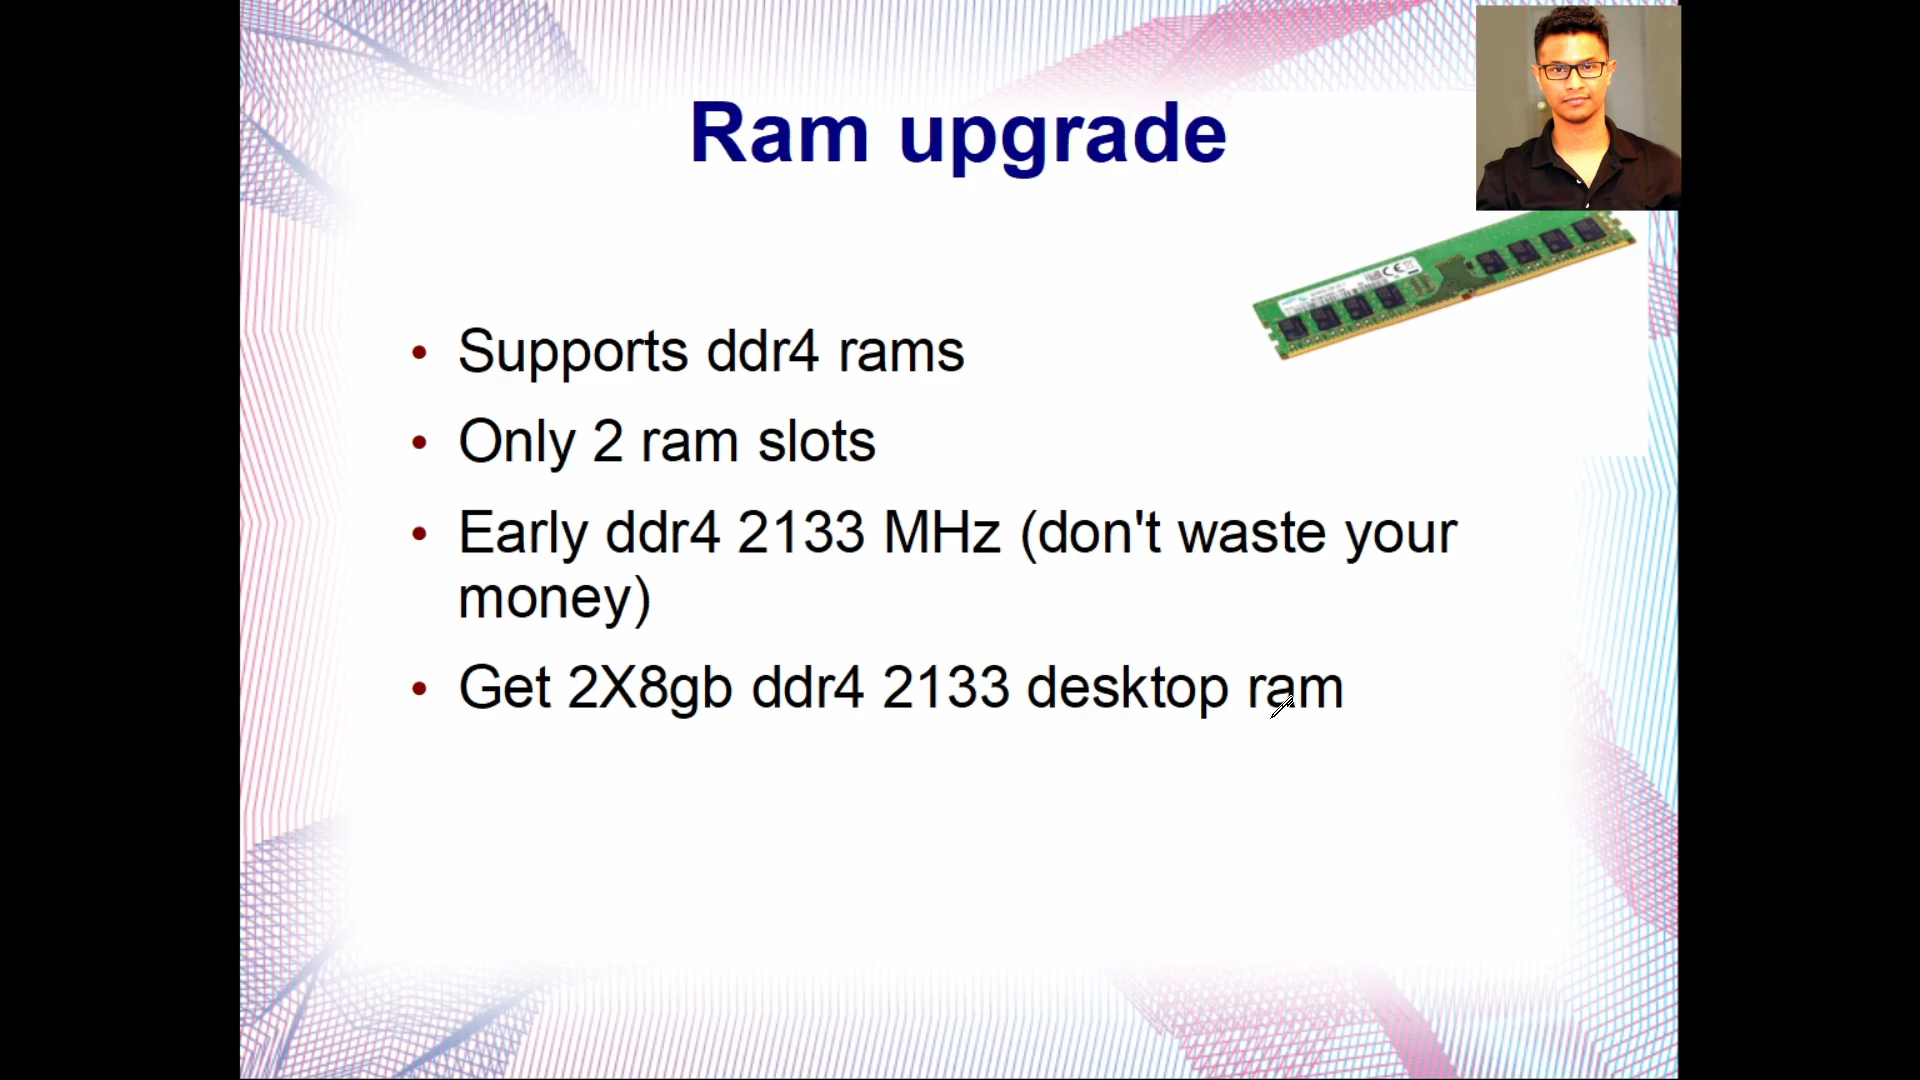 Ram upgrade
• Supports ddr4 rams
• Only 2 ram slots
• Early ddr4 2133 MHz (don't waste your
money)
• Get 2X8gb ddr4 2133 desktop ram